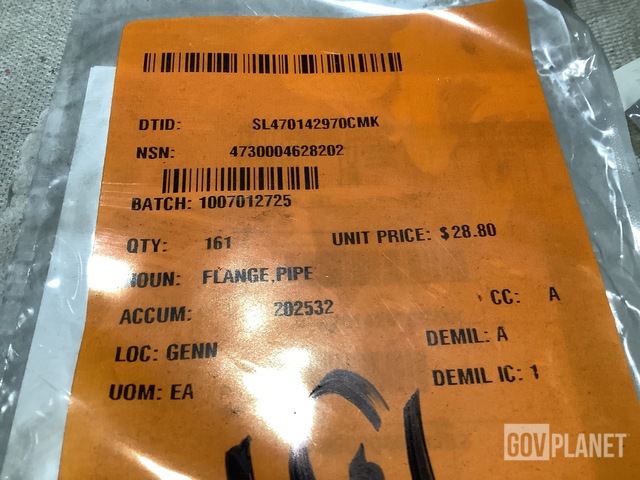 DTID: SL470142970CMK
NSN: 4730004628202
BATCH: 1007012725
QTY: 161 UNIT PRICE: $28.80
NOUN: FLANGE,PIPE
CC: A
ACCUM: 202532
DEMIL: A
LOC: GENN
DEMIL IC: 1
UOM: EA
GOVPLANET